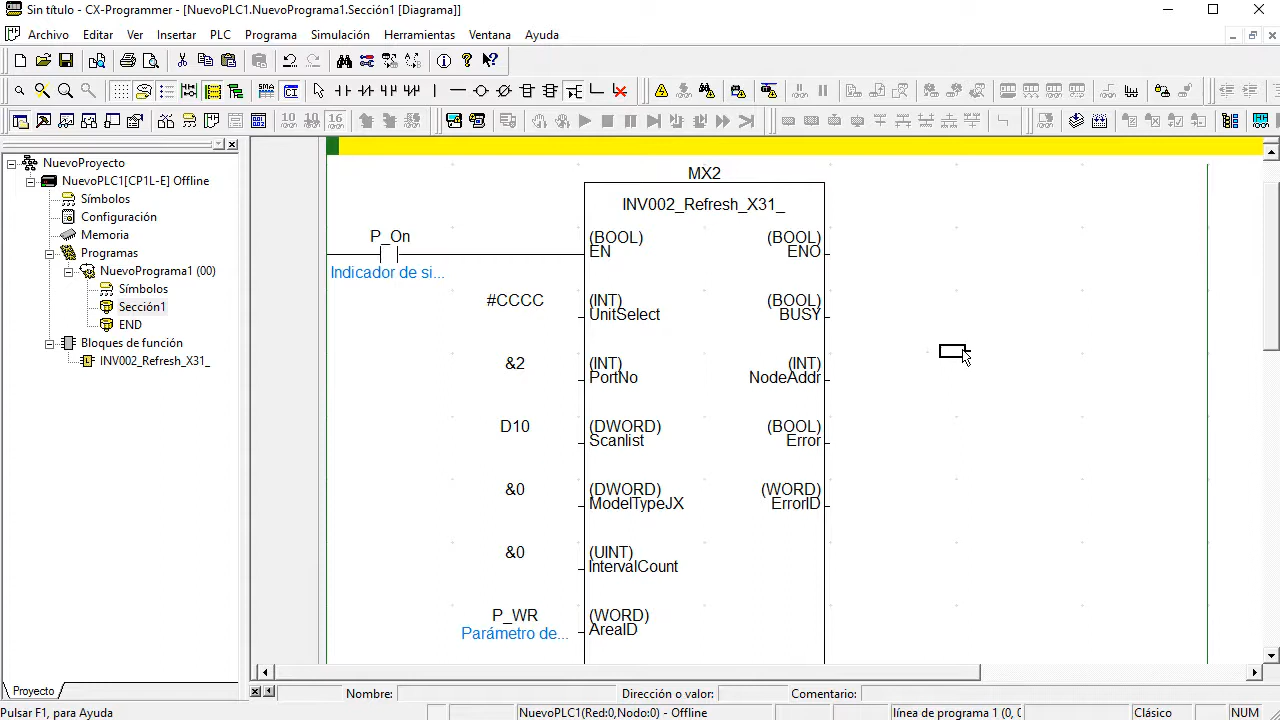 Sin título - CX-Programmer - [NuevoPLC1.NuevoPrograma1.Sección1 [Diagrama]]
Archivo Editar Ver Insertar PLC Programa Simulación Herramientas Ventana Ayuda
SMA
10 10 16
NuevoProyecto
NuevoPLC1[CP1L-E] Offline
Símbolos
Configuración
Memoria
Programas
NuevoPrograma1 (00)
Símbolos
Sección1
END
Bloques de función
INV002_Refresh_X31_
Proyecto
MX2
INV002_Refresh_X31_
P_On
Indicador de si...
(BOOL) (BOOL)
EN ENO
#CCCC (INT) (BOOL)
UnitSelect BUSY
&2 (INT) (INT)
PortNo NodeAddr
D10 (DWORD) (BOOL)
Scanlist Error
&0 (DWORD) (WORD)
ModelTypeJX ErrorID
&0 (UINT)
IntervalCount
P_WR (WORD)
Parámetro de... AreaID
Nombre: Dirección o valor: Comentario:
Pulsar F1, para Ayuda NuevoPLC1(Red:0,Nodo:0) - Offline línea de programa 1 (0, 0 Clásico NUM